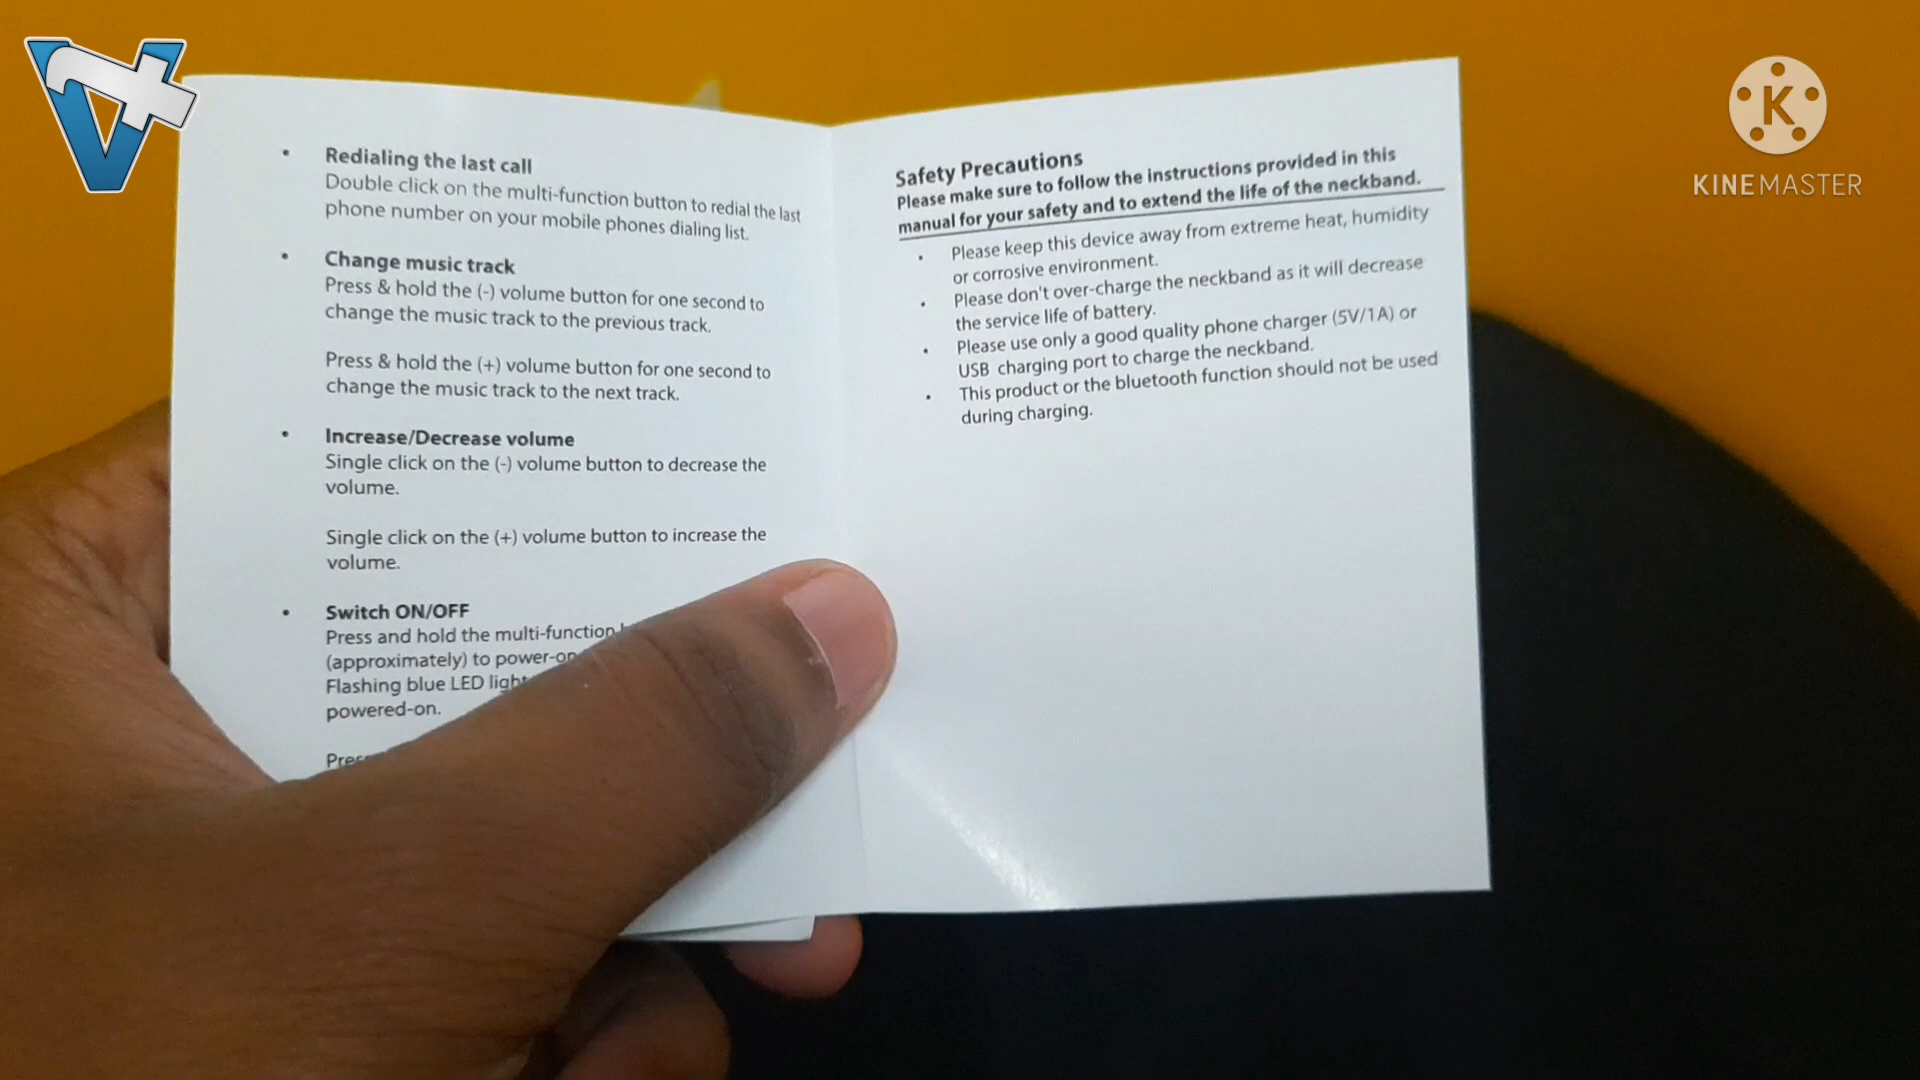 • Redialing the last call
Double click on the multi-function button to redial the last
phone number on your mobile phones dialing list.
• Change music track
Press & hold the (-) volume button for one second to
change the music track to the previous track.
Press & hold the (+) volume button for one second to
change the music track to the next track.
• Increase/Decrease volume
Single click on the (-) volume button to decrease the
volume.
Single click on the (+) volume button to increase the
volume.
• Switch ON/OFF
Press and hold the multi-function
(approximately) to power-on
Flashing blue LED light
powered-on.
Safety Precautions
Please make sure to follow the instructions provided in this
manual for your safety and to extend the life of the neckband.
• Please keep this device away from extreme heat, humidity
or corrosive environment.
• Please don't over-charge the neckband as it will decrease
the service life of battery.
• Please use only a good quality phone charger (5V/1A) or
USB charging port to charge the neckband.
• This product or the bluetooth function should not be used
during charging.
K
KINEMASTER